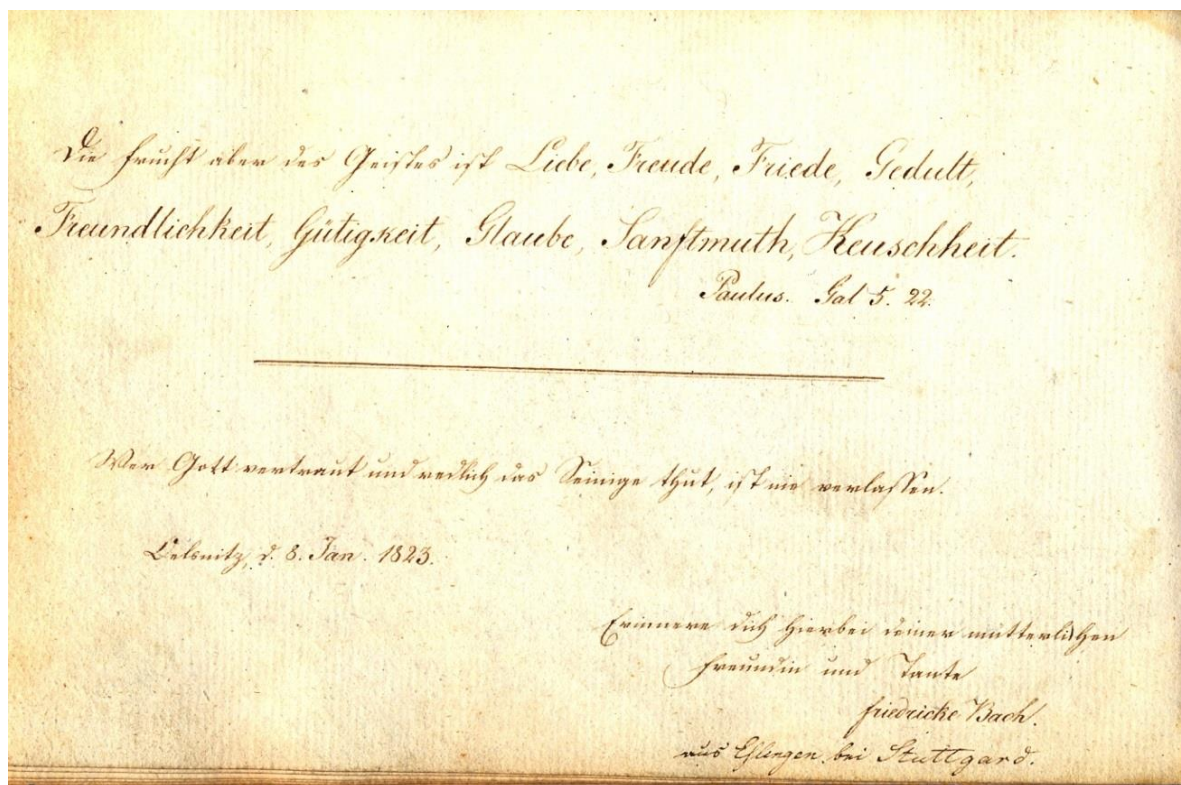 Die Frucht aber des Geistes ist Liebe, Freude, Friede, Gedult,
Freundlichkeit, Gütigkeit, Glaube, Sanftmuth, Keuschheit.
Paulus. Gal 5. 22.
Wer Gott vertraut und redlich das Seinige thut, ist nie verlassen.
Oelsnitz, d. 8. Jan. 1823.
Erinnere dich hierbei deiner mütterlichen
Freundin und Tante
Friedricke Bach.
aus Eßlingen bei Stuttgard.